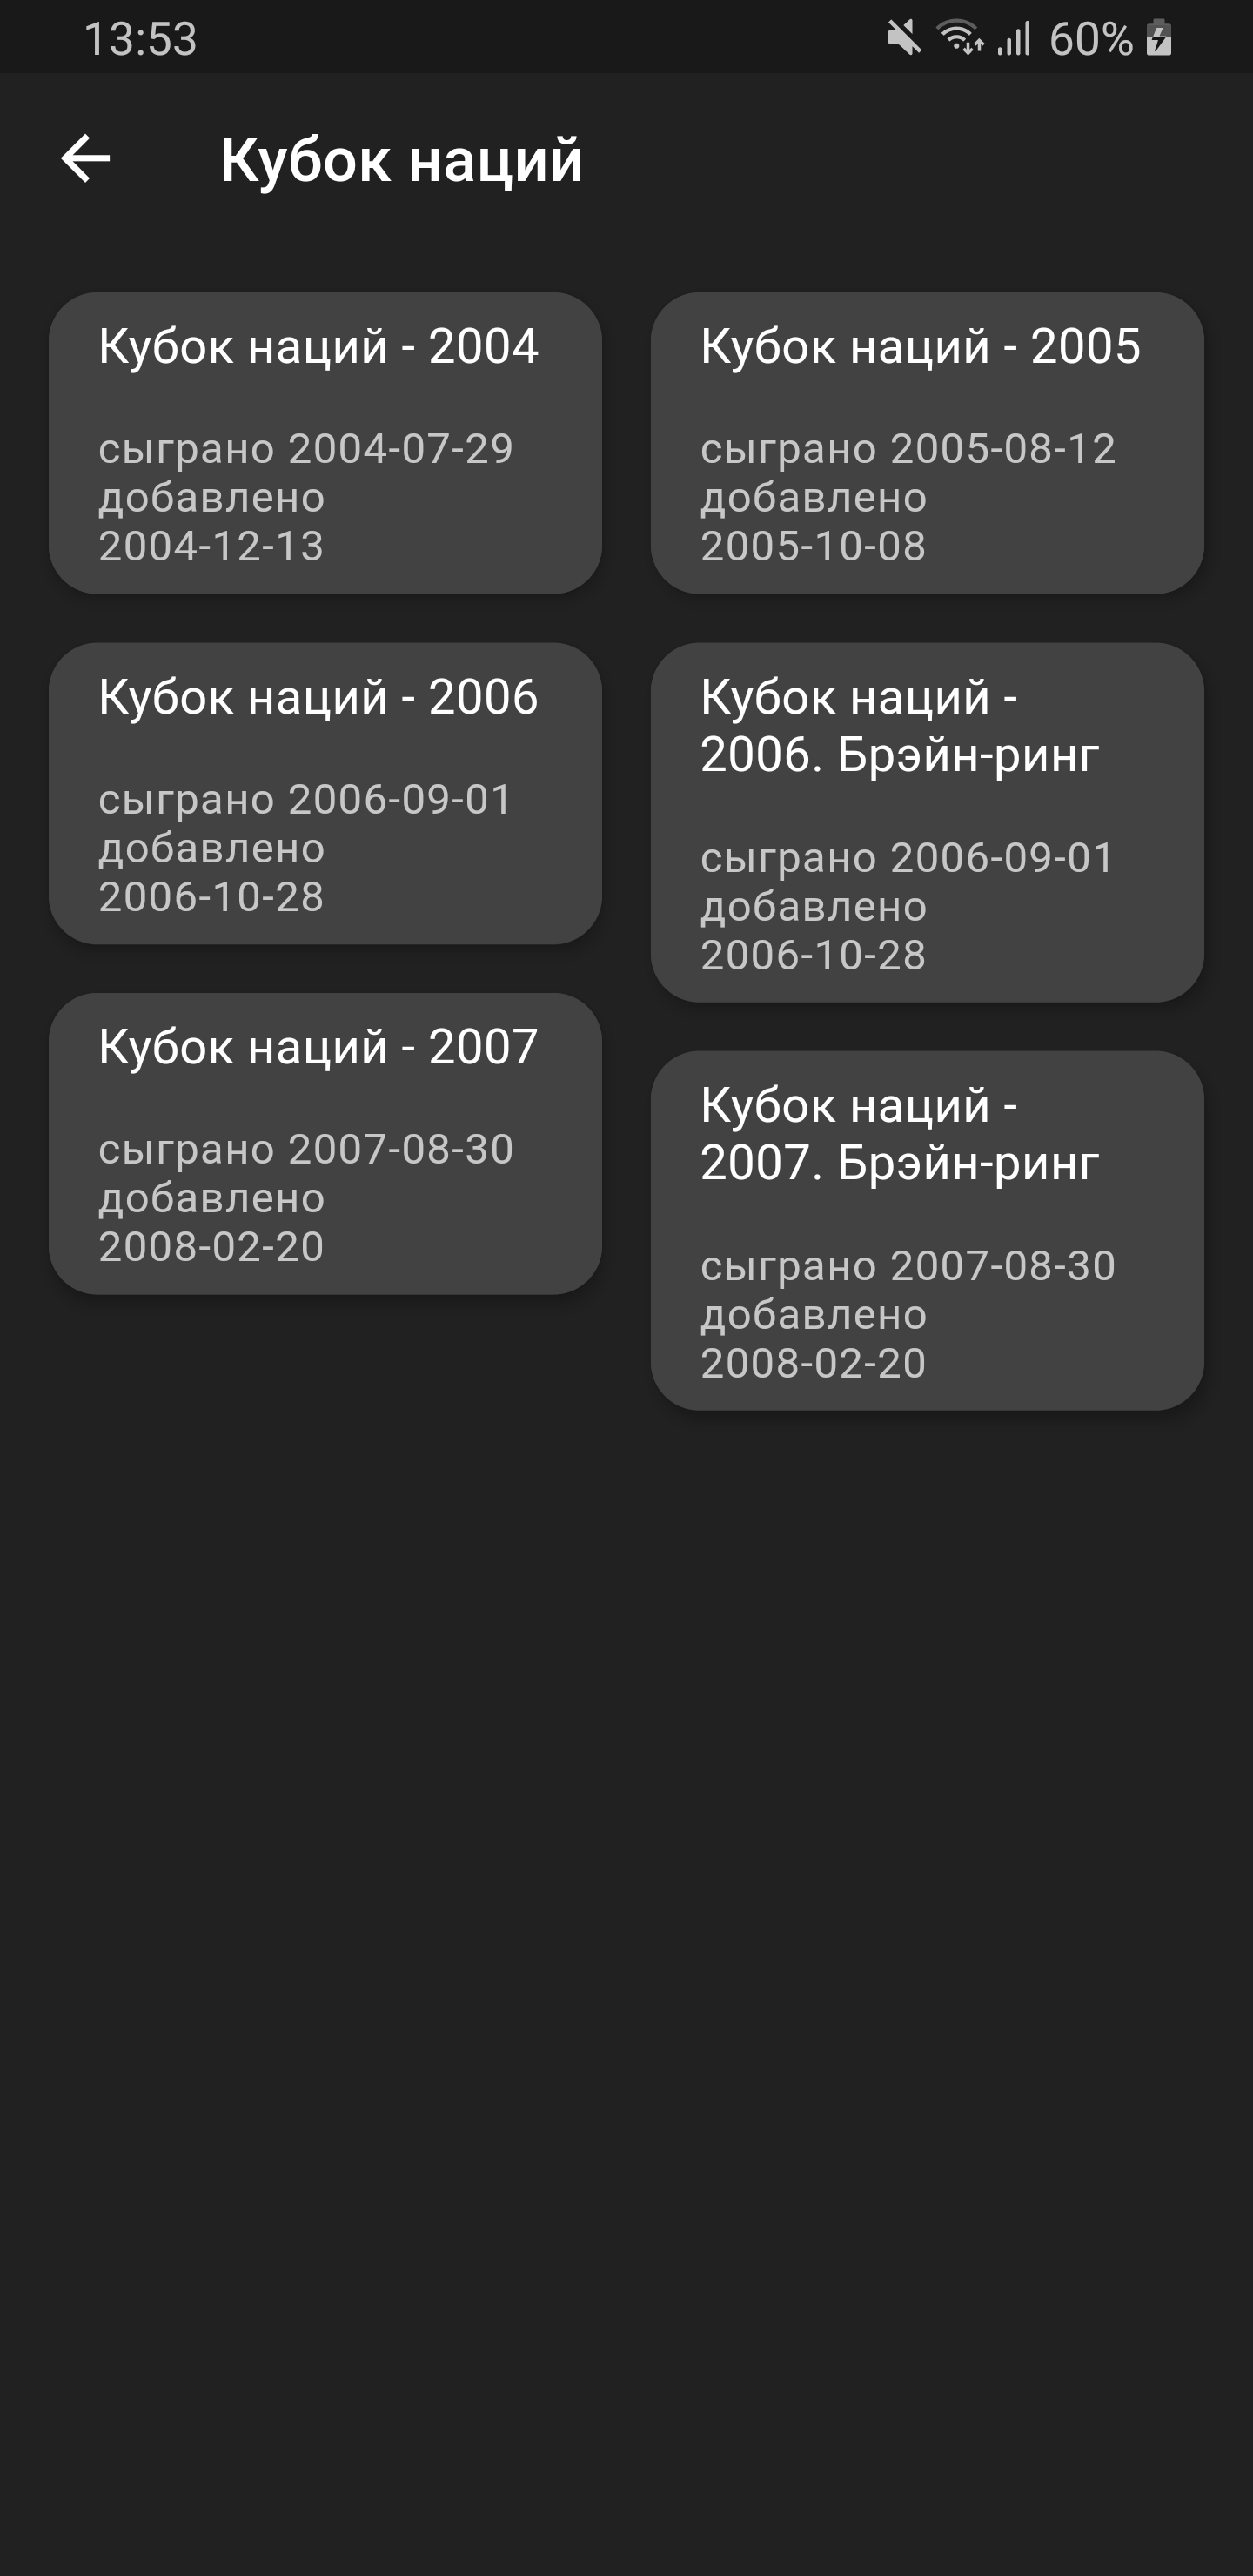 13:53
60%
Кубок наций
Кубок наций - 2004
сыграно 2004-07-29
добавлено
2004-12-13
Кубок наций - 2005
сыграно 2005-08-12
добавлено
2005-10-08
Кубок наций - 2006
сыграно 2006-09-01
добавлено
2006-10-28
Кубок наций -
2006. Брэйн-ринг
сыграно 2006-09-01
добавлено
2006-10-28
Кубок наций - 2007
сыграно 2007-08-30
добавлено
2008-02-20
Кубок наций -
2007. Брэйн-ринг
сыграно 2007-08-30
добавлено
2008-02-20